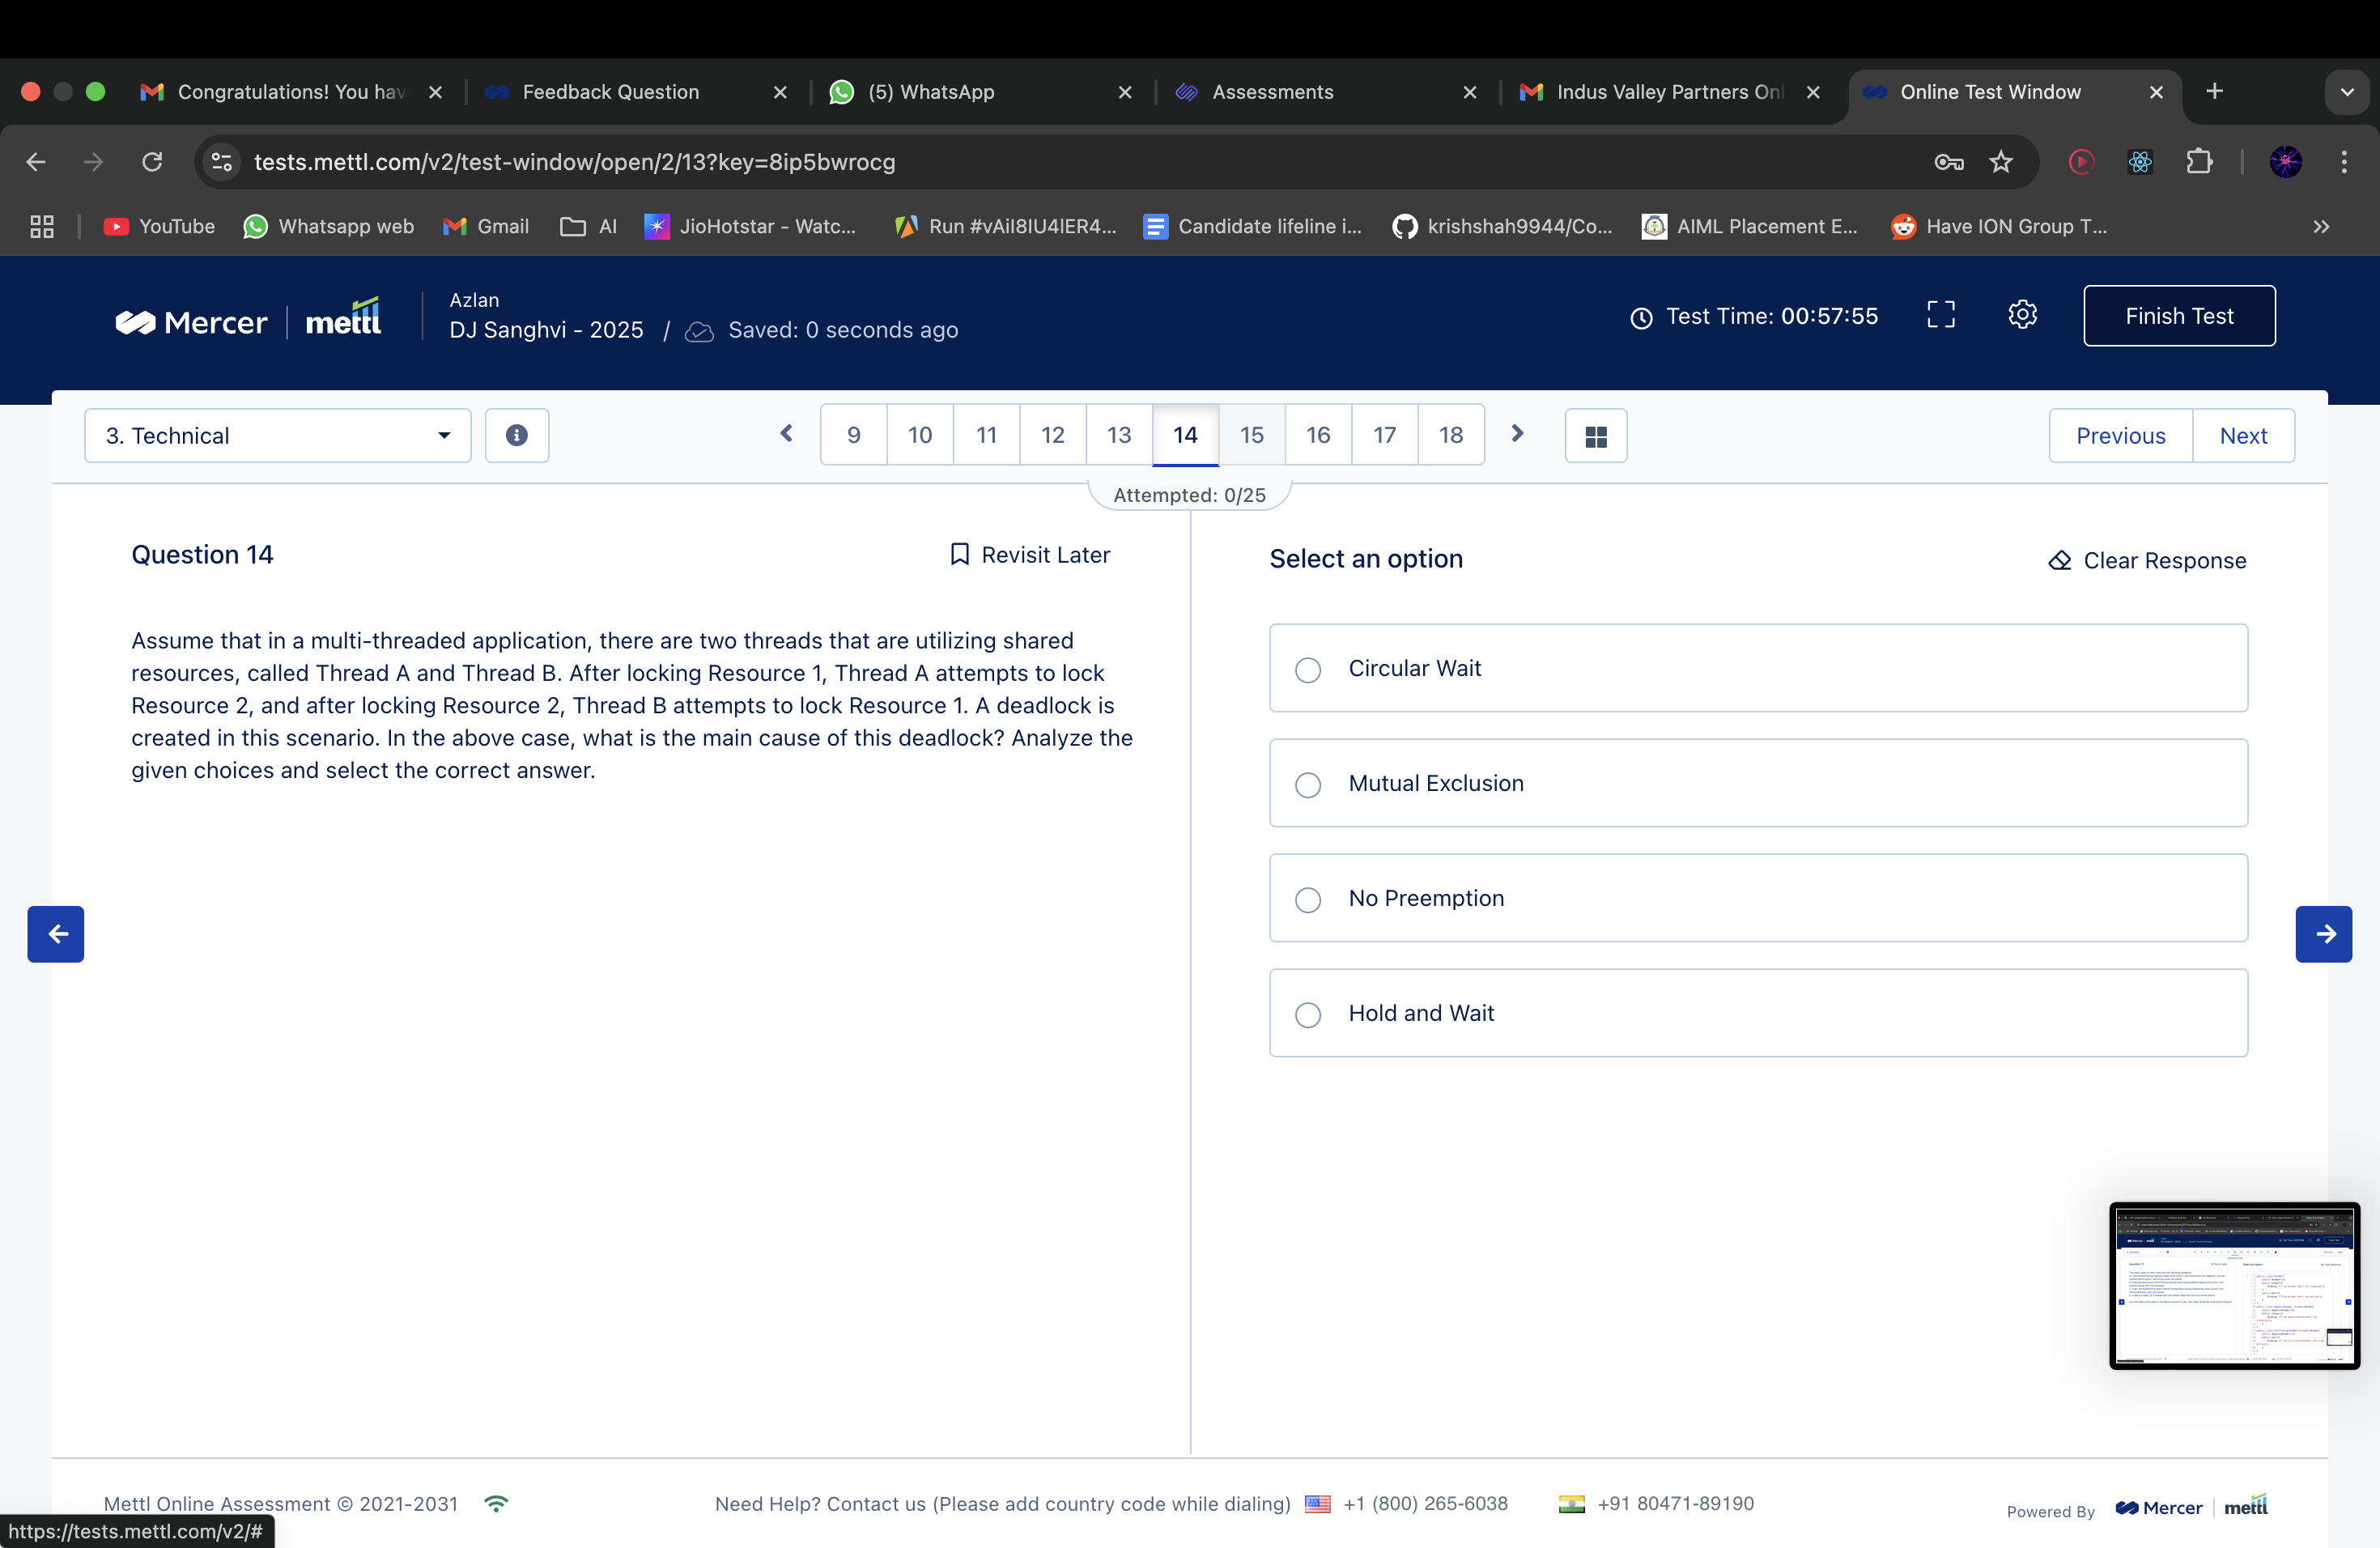 Congratulations! You hav
Feedback Question
(5) WhatsApp
Assessments
Indus Valley Partners Onl
Online Test Window
tests.mettl.com/v2/test-window/open/2/13?key=8ip5bwrocg
YouTube
Whatsapp web
Gmail
AI
JioHotstar - Watc...
Run #vAil8IU4lER4...
Candidate lifeline i...
krishshah9944/Co...
AIML Placement E...
Have ION Group T...
Mercer | mettl
Azlan
DJ Sanghvi - 2025 / Saved: 0 seconds ago
Test Time: 00:57:55
Finish Test
3. Technical
9 10 11 12 13 14 15 16 17 18
Previous Next
Attempted: 0/25
Question 14
Revisit Later
Assume that in a multi-threaded application, there are two threads that are utilizing shared
resources, called Thread A and Thread B. After locking Resource 1, Thread A attempts to lock
Resource 2, and after locking Resource 2, Thread B attempts to lock Resource 1. A deadlock is
created in this scenario. In the above case, what is the main cause of this deadlock? Analyze the
given choices and select the correct answer.
Select an option
Clear Response
Circular Wait
Mutual Exclusion
No Preemption
Hold and Wait
Mettl Online Assessment © 2021-2031
Need Help? Contact us (Please add country code while dialing) +1 (800) 265-6038 +91 80471-89190
Powered By Mercer | mettl
https://tests.mettl.com/v2/#